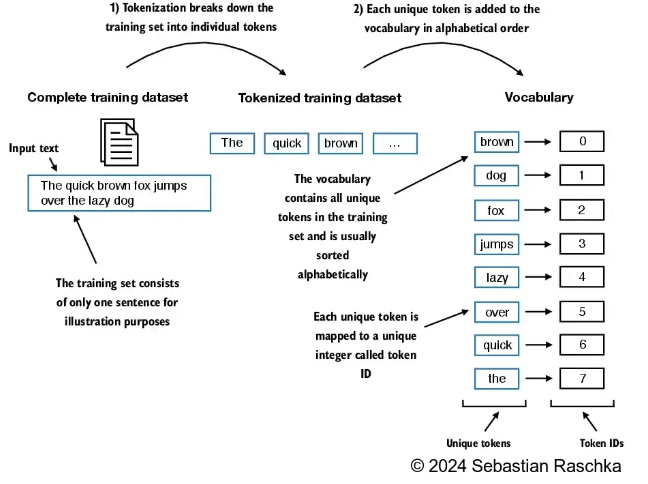 1) Tokenization breaks down the
training set into individual tokens
2) Each unique token is added to the
vocabulary in alphabetical order
Complete training dataset
Tokenized training dataset
Vocabulary
Input text
The quick brown fox jumps
over the lazy dog
The training set consists
of only one sentence for
illustration purposes
The
quick
brown
...
The vocabulary
contains all unique
tokens in the training
set and is usually
sorted
alphabetically
Each unique token is
mapped to a unique
integer called token
ID
brown 0
dog 1
fox 2
jumps 3
lazy 4
over 5
quick 6
the 7
Unique tokens
Token IDs
© 2024 Sebastian Raschka